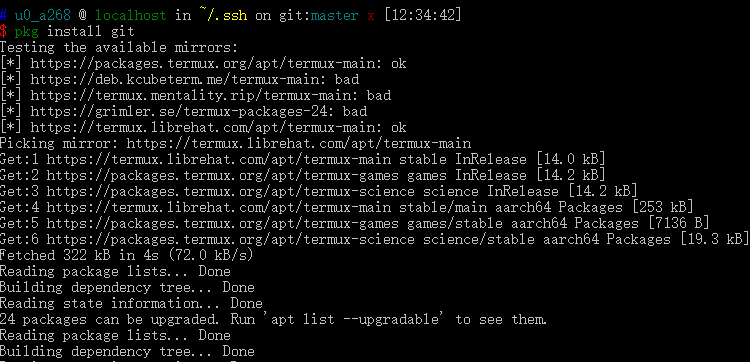 # u0_a268 @ localhost in ~/.ssh on git:master x [12:34:42]
$ pkg install git
Testing the available mirrors:
[*] https://packages.termux.org/apt/termux-main: ok
[*] https://deb.kcubeterm.me/termux-main: bad
[*] https://termux.mentality.rip/termux-main: bad
[*] https://grimler.se/termux-packages-24: bad
[*] https://termux.librehat.com/apt/termux-main: ok
Picking mirror: https://termux.librehat.com/apt/termux-main
Get:1 https://termux.librehat.com/apt/termux-main stable InRelease [14.0 kB]
Get:2 https://packages.termux.org/apt/termux-games games InRelease [14.2 kB]
Get:3 https://packages.termux.org/apt/termux-science science InRelease [14.2 kB]
Get:4 https://termux.librehat.com/apt/termux-main stable/main aarch64 Packages [253 kB]
Get:5 https://packages.termux.org/apt/termux-games games/stable aarch64 Packages [7136 B]
Get:6 https://packages.termux.org/apt/termux-science science/stable aarch64 Packages [19.3 kB]
Fetched 322 kB in 4s (72.0 kB/s)
Reading package lists... Done
Building dependency tree... Done
Reading state information... Done
24 packages can be upgraded. Run 'apt list --upgradable' to see them.
Reading package lists... Done
Building dependency tree... Done